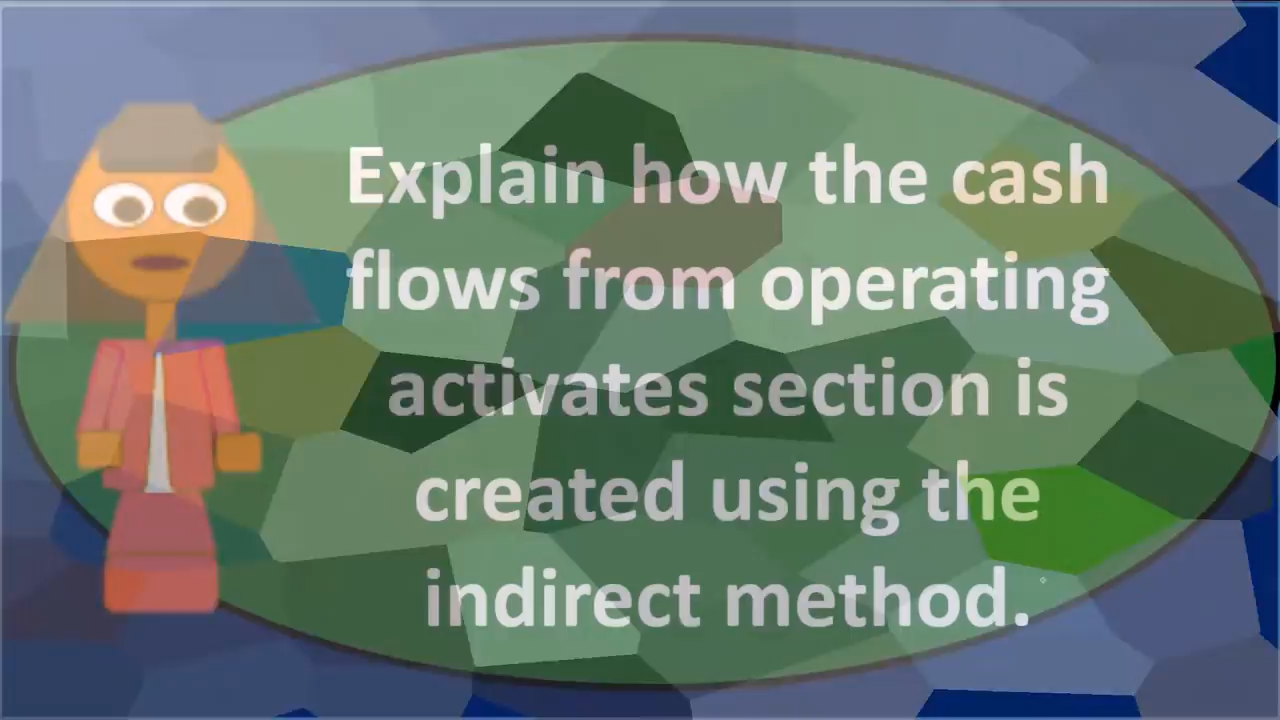 Explain how the cash
flows from operating
activates section is
created using the
indirect method.